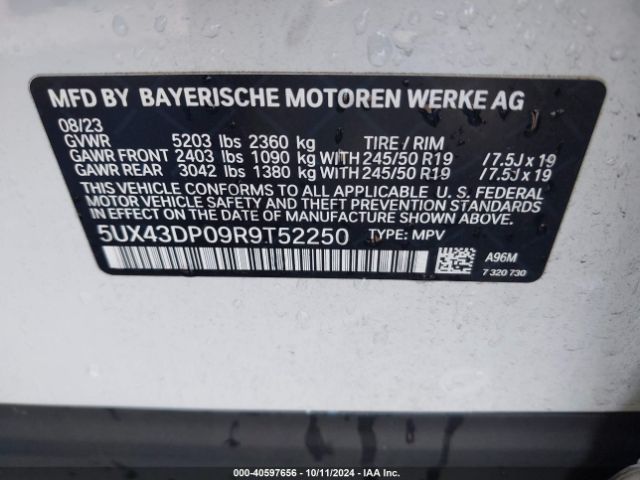 MFD BY BAYERISCHE MOTOREN WERKE AG
08/23
GVWR 5203 lbs 2360 kg TIRE / RIM
GAWR FRONT 2403 lbs 1090 kg WITH 245/50 R19 /7.5J x 19
GAWR REAR 3042 lbs 1380 kg WITH 245/50 R19 /7.5J x 19
THIS VEHICLE CONFORMS TO ALL APPLICABLE U. S. FEDERAL
MOTOR VEHICLE SAFETY, BUMPER, AND THEFT PREVENTION
STANDARDS IN EFFECT ON THE DATE OF MANUFACTURE SHOWN ABOVE.
5UX43DP09R9T52250 TYPE: MPV
A96M
7 320 730
000-40597656 | 10/11/2024 | IAA Inc.